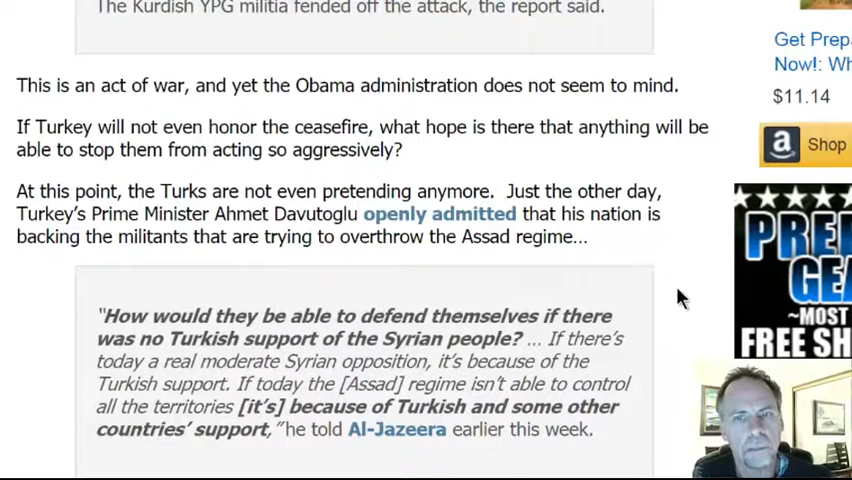 The Kurdish YPG militia fended off the attack, the report said.
This is an act of war, and yet the Obama administration does not seem to mind.
If Turkey will not even honor the ceasefire, what hope is there that anything will be
able to stop them from acting so aggressively?
At this point, the Turks are not even pretending anymore.  Just the other day,
Turkey's Prime Minister Ahmet Davutoglu openly admitted that his nation is
backing the militants that are trying to overthrow the Assad regime…
"How would they be able to defend themselves if there
was no Turkish support of the Syrian people? … If there's
today a real moderate Syrian opposition, it's because of the
Turkish support. If today the [Assad] regime isn't able to control
all the territories [it's] because of Turkish and some other
countries' support," he told Al-Jazeera earlier this week.
Get Prep
Now!: Wh
$11.14
a Shop
PREP
GEA
~MOST
FREE SH